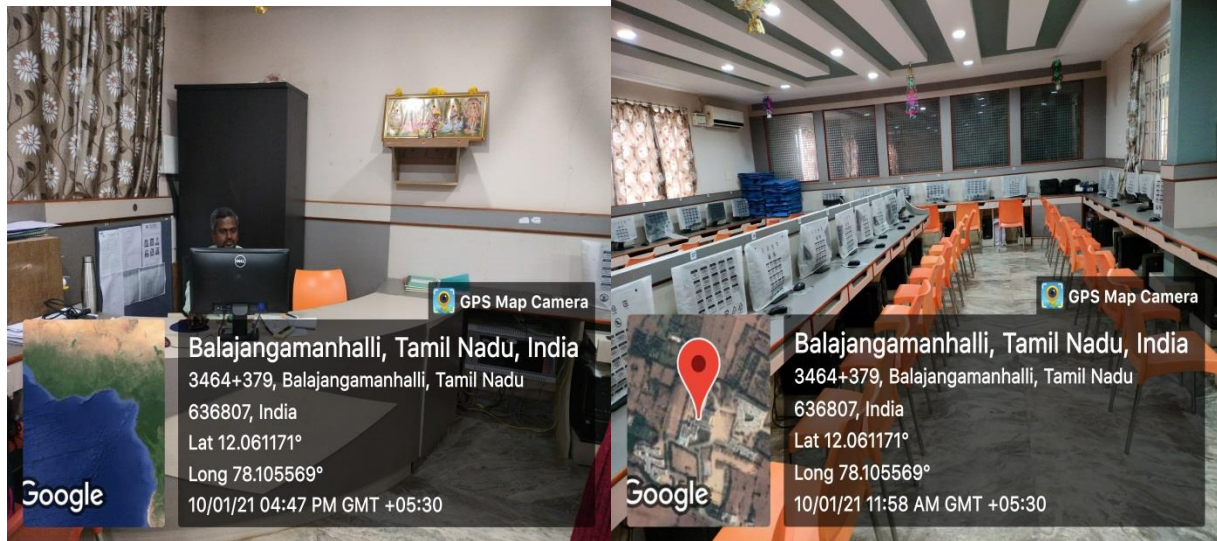 DELL
GPS Map Camera
Balajangamanhalli, Tamil Nadu, India
3464+379, Balajangamanhalli, Tamil Nadu
636807, India
Lat 12.061171°
Long 78.105569°
10/01/21 04:47 PM GMT +05:30
Google
GPS Map Camera
Balajangamanhalli, Tamil Nadu, India
3464+379, Balajangamanhalli, Tamil Nadu
636807, India
Lat 12.061171°
Long 78.105569°
10/01/21 11:58 AM GMT +05:30
Google